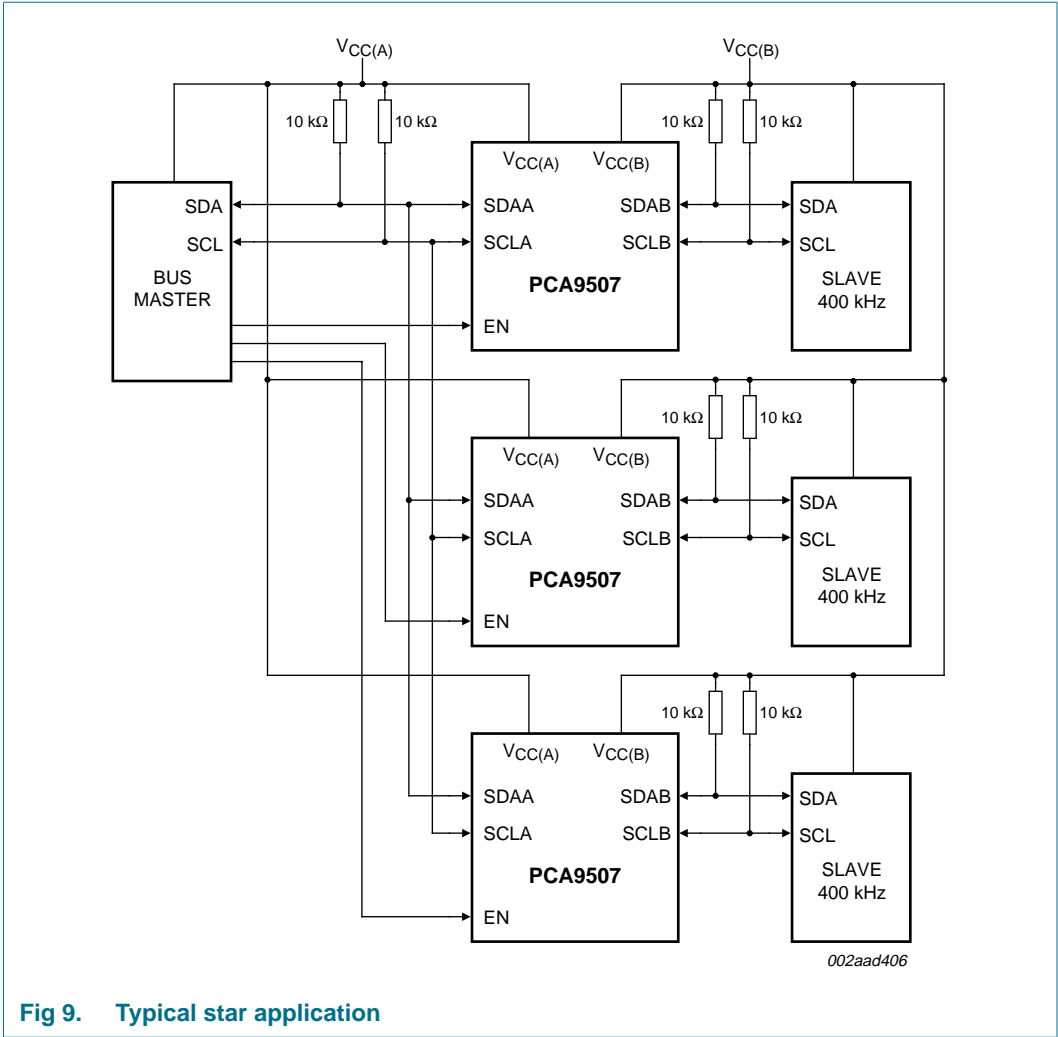 VCC(A) VCC(B)
10 kΩ 10 kΩ 10 kΩ 10 kΩ
VCC(A) VCC(B)
SDA SDAA SDAB SDA
SCL SCLA SCLB SCL
BUS
MASTER
PCA9507
SLAVE
400 kHz
EN
10 kΩ 10 kΩ
VCC(A) VCC(B)
SDAA SDAB SDA
SCLA SCLB SCL
PCA9507
SLAVE
400 kHz
EN
10 kΩ 10 kΩ
VCC(A) VCC(B)
SDAA SDAB SDA
SCLA SCLB SCL
PCA9507
SLAVE
400 kHz
EN
002aad406
Fig 9. Typical star application